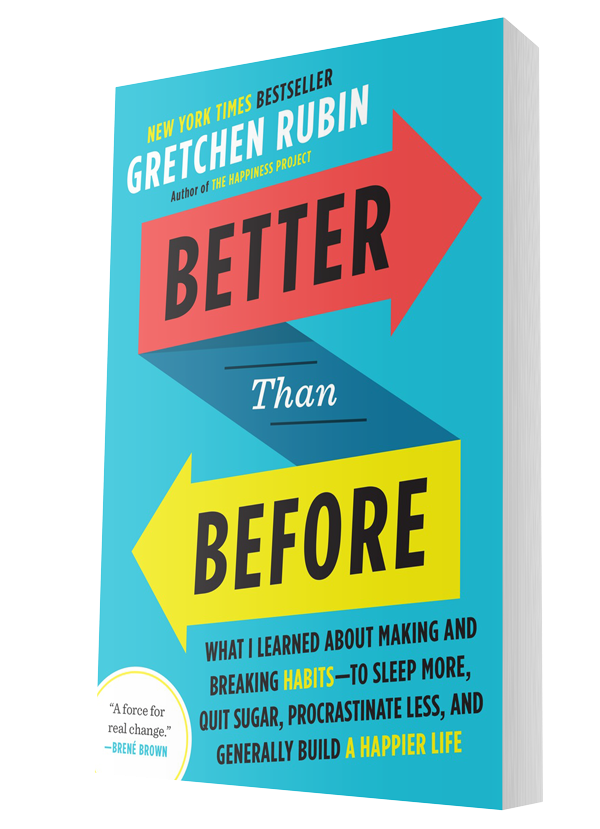 NEW YORK TIMES BESTSELLER
GRETCHEN RUBIN
Author of THE HAPPINESS PROJECT
BETTER
Than
BEFORE
WHAT I LEARNED ABOUT MAKING AND
BREAKING HABITS—TO SLEEP MORE,
QUIT SUGAR, PROCRASTINATE LESS, AND
GENERALLY BUILD A HAPPIER LIFE
“A force for
real change.”
—BRENÉ BROWN